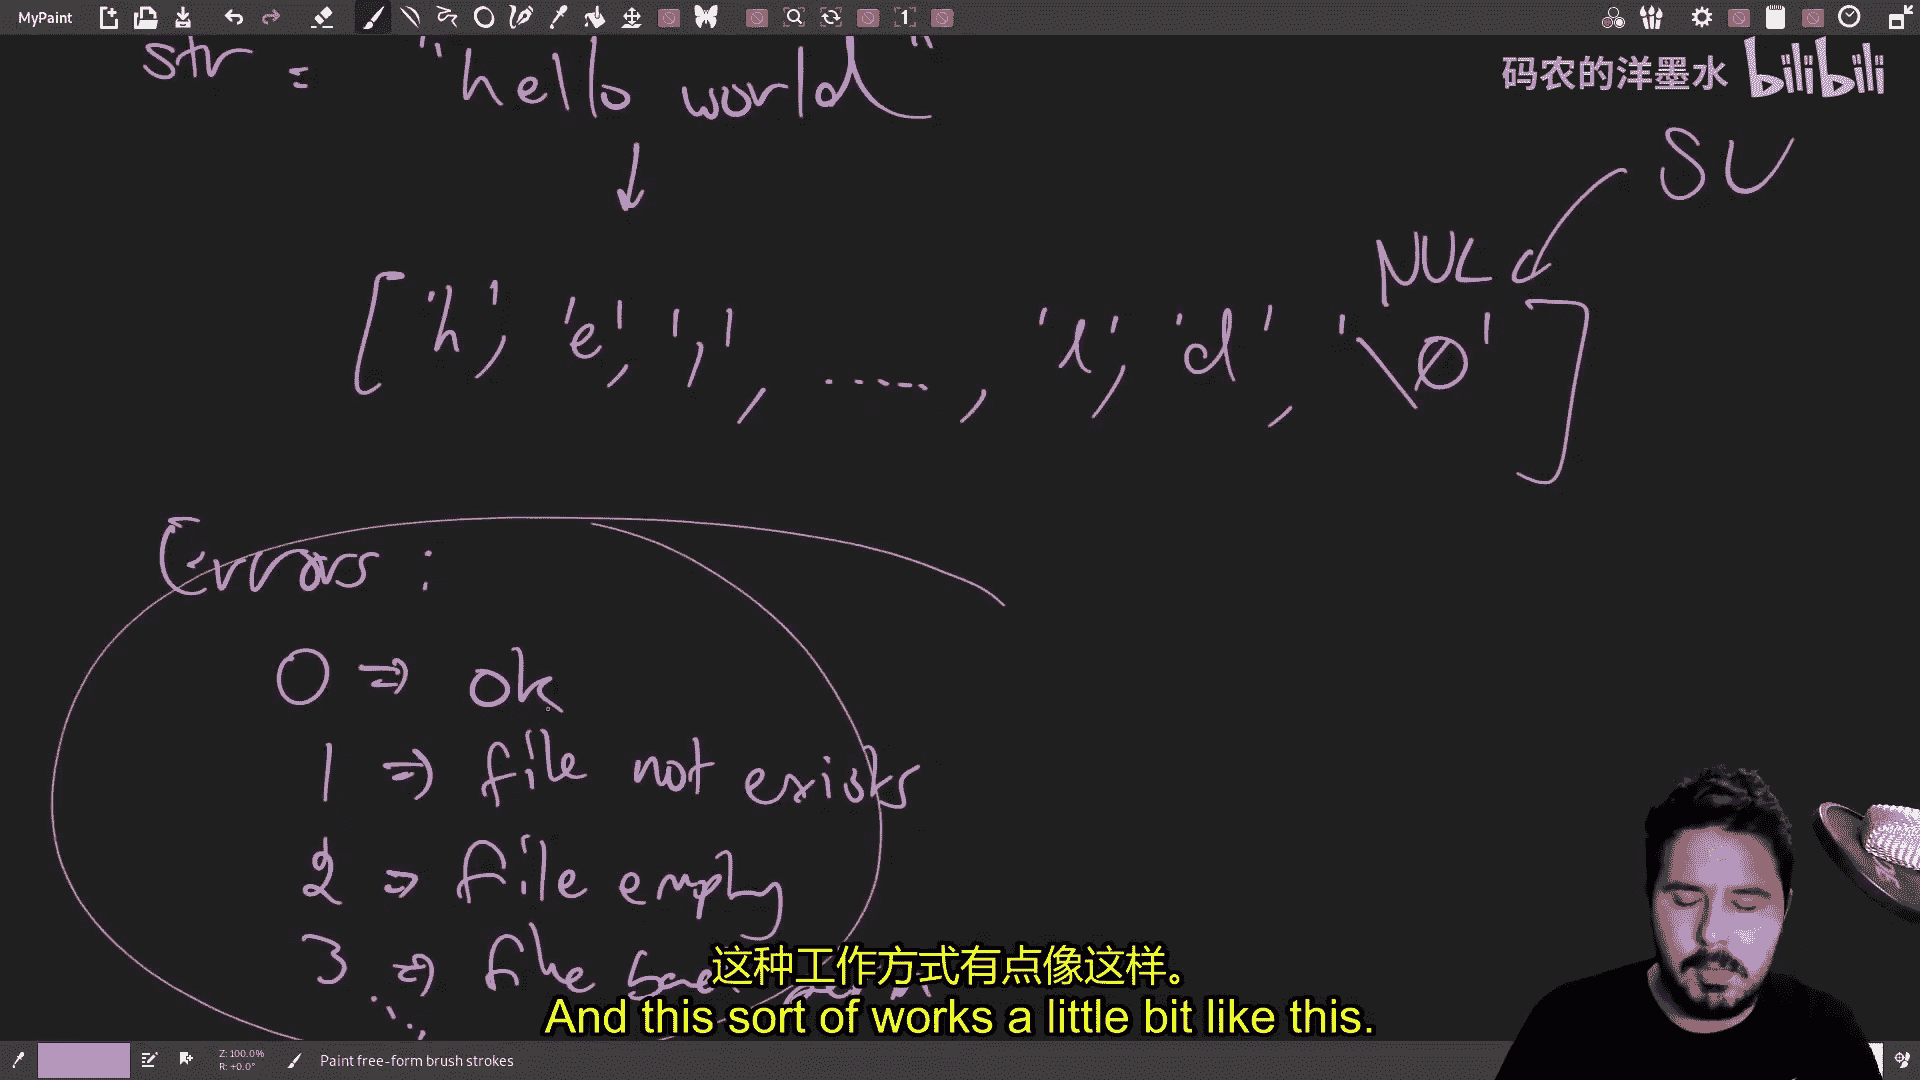 MyPaint
码农的洋墨水 bilibili
str = "hello world"
SV
NUL
['h', 'e', ',', ....., 'l', 'd', '\0']
Errors:
0 => ok
1 => file not exists
2 => file empty
3 => file
这种工作方式有点像这样。
And this sort of works a little bit like this.
Z: 100.0%
R: +0.0°
Paint free-form brush strokes